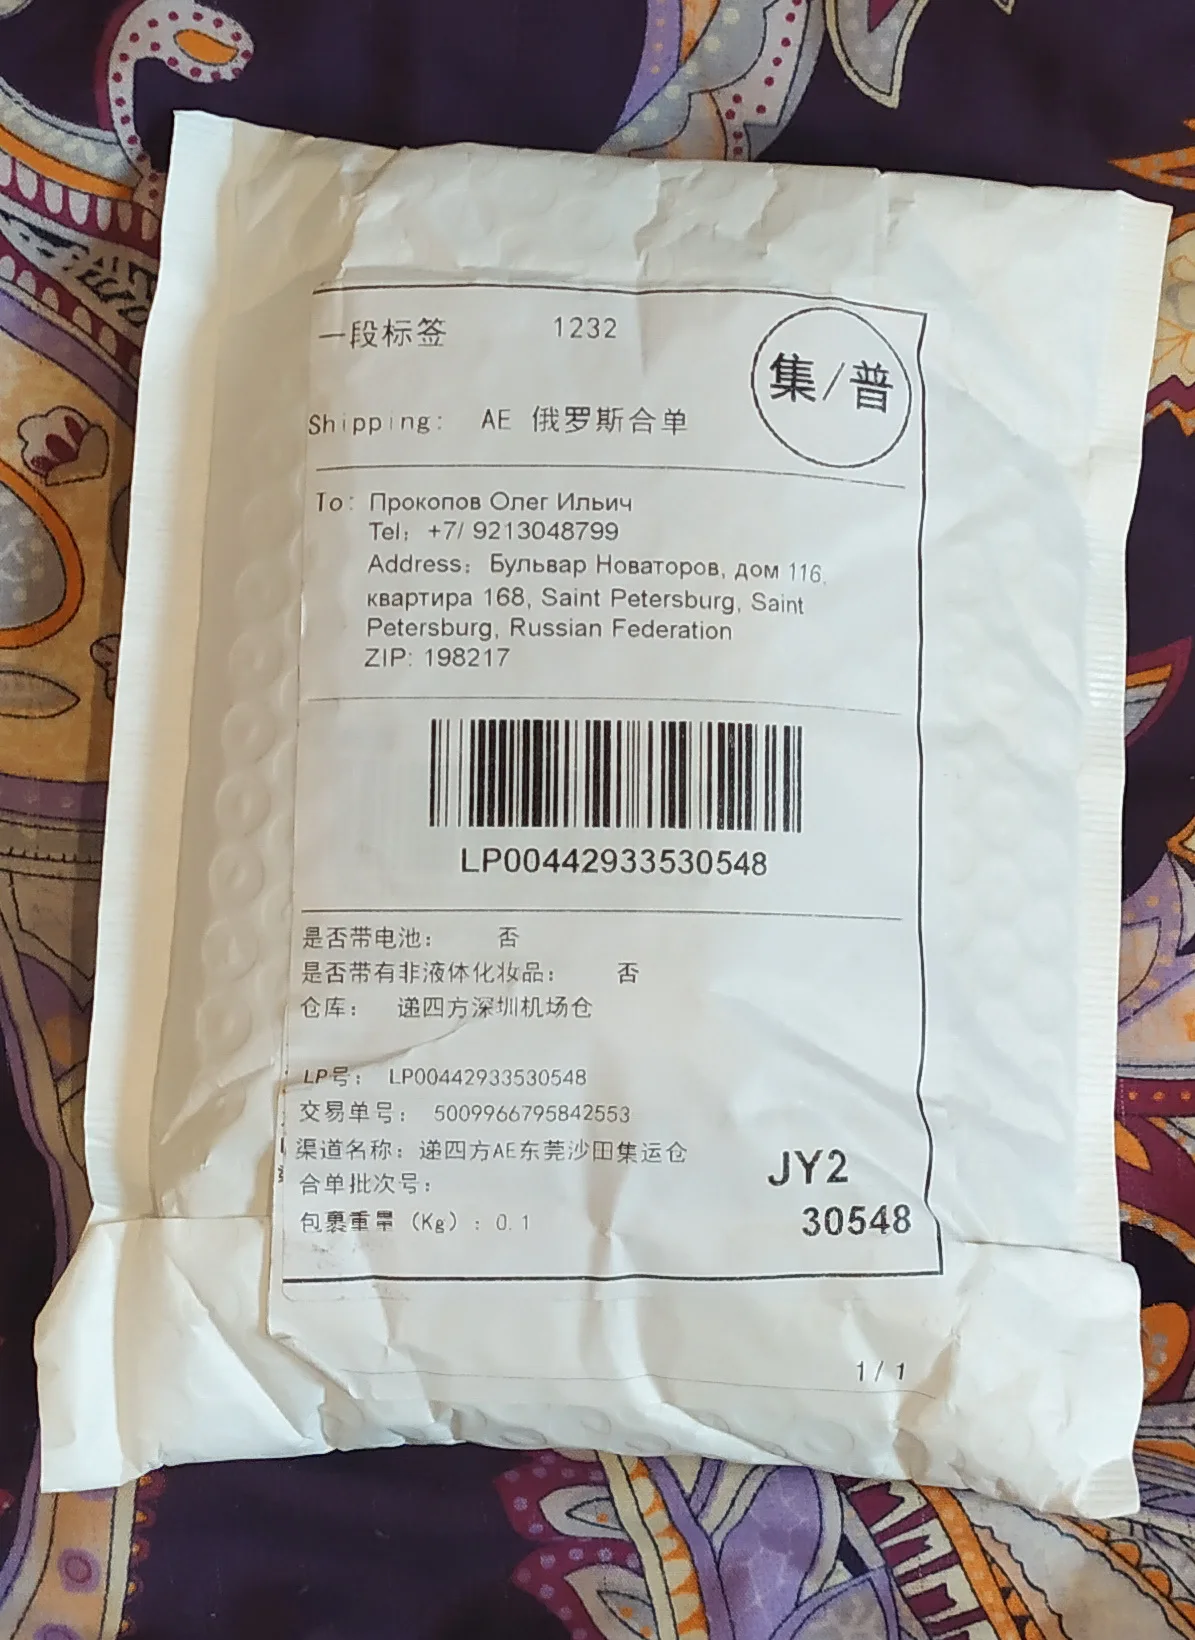 一段标签 1232
集/普
Shipping: AE 俄罗斯合单
To: Прокопов Олег Ильич
Tel: +7/ 9213048799
Address: Бульвар Новаторов, дом 116,
квартира 168, Saint Petersburg, Saint
Petersburg, Russian Federation
ZIP: 198217
LP00442933530548
是否带电池: 否
是否带有非液体化妆品: 否
仓库: 递四方深圳机场仓
LP号: LP00442933530548
交易单号: 5009966795842553
渠道名称: 递四方AE东莞沙田集运仓
合单批次号:
包裹重量 (Kg) : 0.1
JY2
30548
1/1